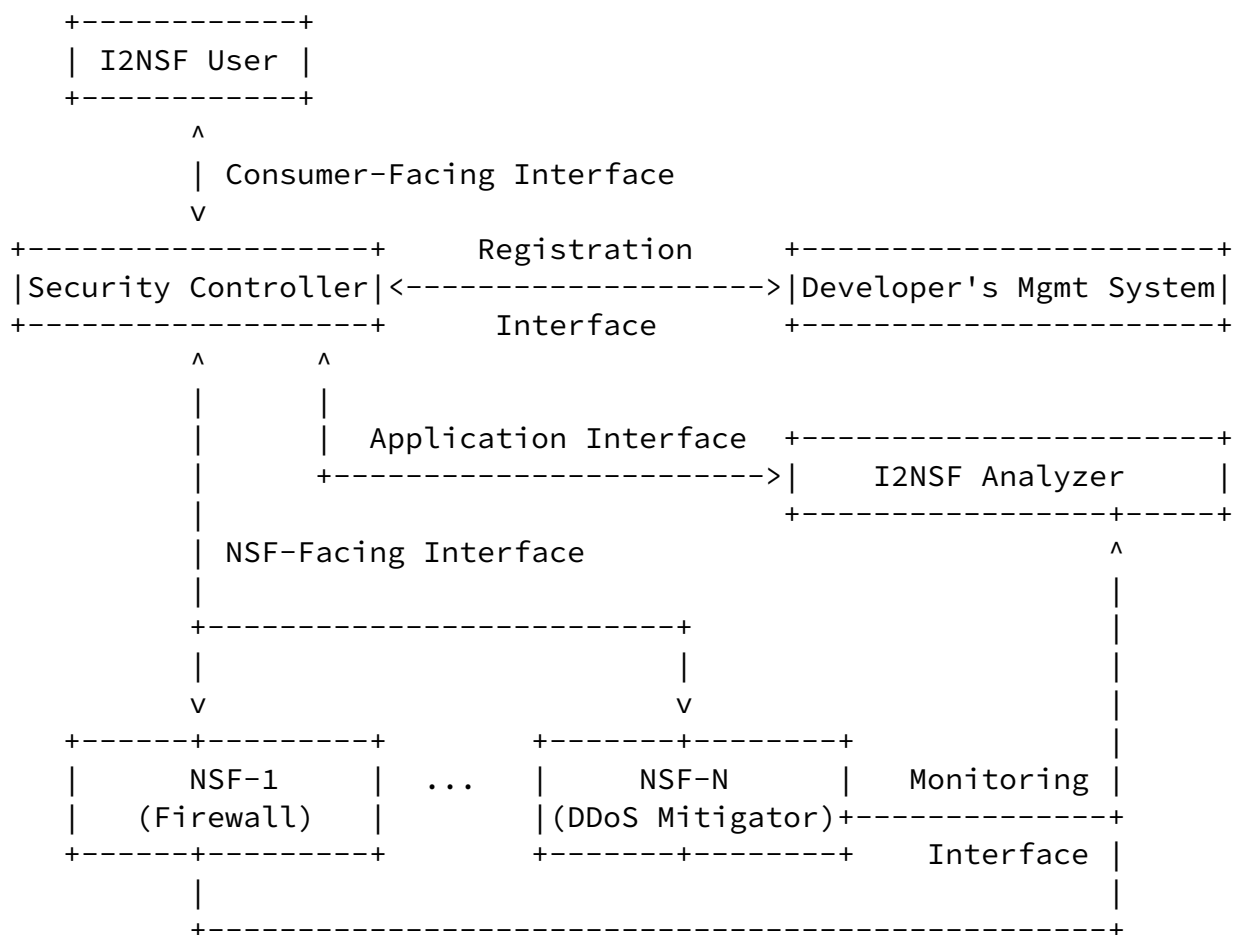 I2NSF User
Consumer-Facing Interface
Registration
Security Controller
Developer's Mgmt System
Interface
Application Interface
I2NSF Analyzer
NSF-Facing Interface
NSF-1 ... NSF-N Monitoring
(Firewall) (DDoS Mitigator)
Interface